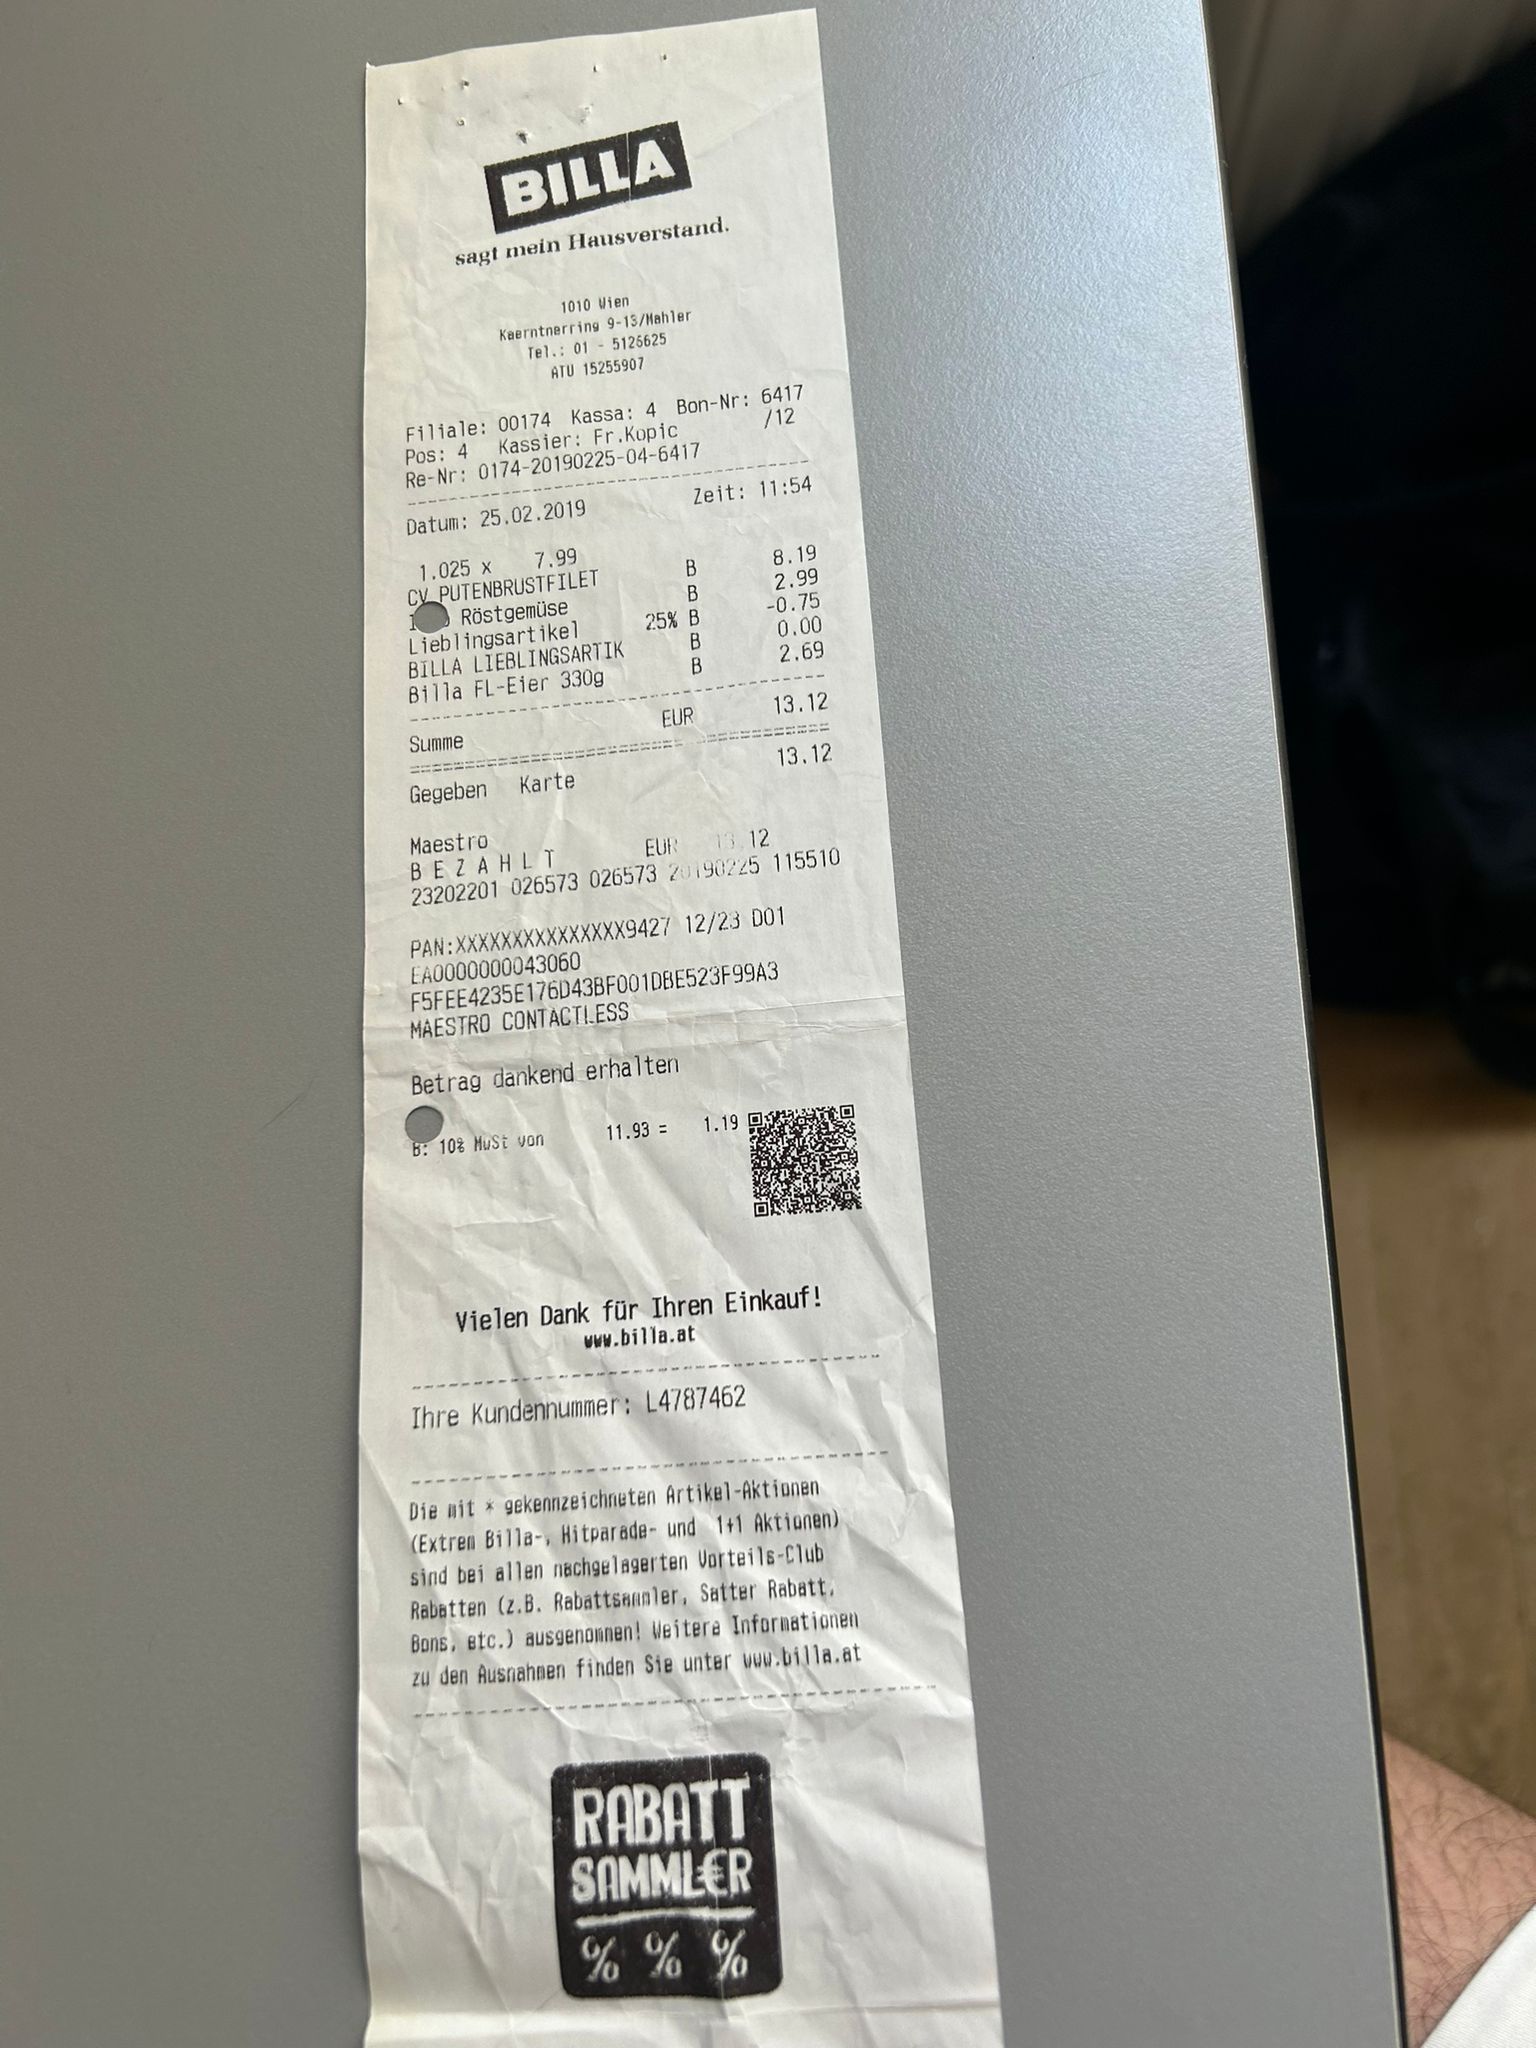 BILLA
sagt mein Hausverstand.
1010 Wien
Kaerntnerring 9-13/Mahler
Tel.: 01 - 5126625
ATU 15255907
Filiale: 00174 Kassa: 4 Bon-Nr: 6417
Pos: 4 Kassier: Fr.Kopic /12
Re-Nr: 0174-20190225-04-6417
Datum: 25.02.2019 Zeit: 11:54
1.025 x 7.99
CV PUTENBRUSTFILET B 8.19
Röstgemüse B 2.99
Lieblingsartikel 25% B -0.75
BILLA LIEBLINGSARTIK B 0.00
Billa FL-Eier 330g B 2.69
Summe EUR 13.12
Gegeben Karte 13.12
Maestro
B E Z A H L T EUR 13.12
23202201 026573 026573 20190225 115510
PAN:XXXXXXXXXXXXXXX9427 12/23 D01
EA0000000043060
F5FEE4235E176D43BF001DBE523F99A3
MAESTRO CONTACTLESS
Betrag dankend erhalten
B: 10% MwSt von 11.93 = 1.19
Vielen Dank für Ihren Einkauf!
www.billa.at
Ihre Kundennummer: L4787462
Die mit * gekennzeichneten Artikel-Aktionen
(Extrem Billa-, Hitparade- und 1+1 Aktionen)
sind bei allen nachgelagerten Vorteils-Club
Rabatten (z.B. Rabattsammler, Satter Rabatt,
Bons, etc.) ausgenommen! Weitere Informationen
zu den Ausnahmen finden Sie unter www.billa.at
RABATT
SAMML€R
% % %